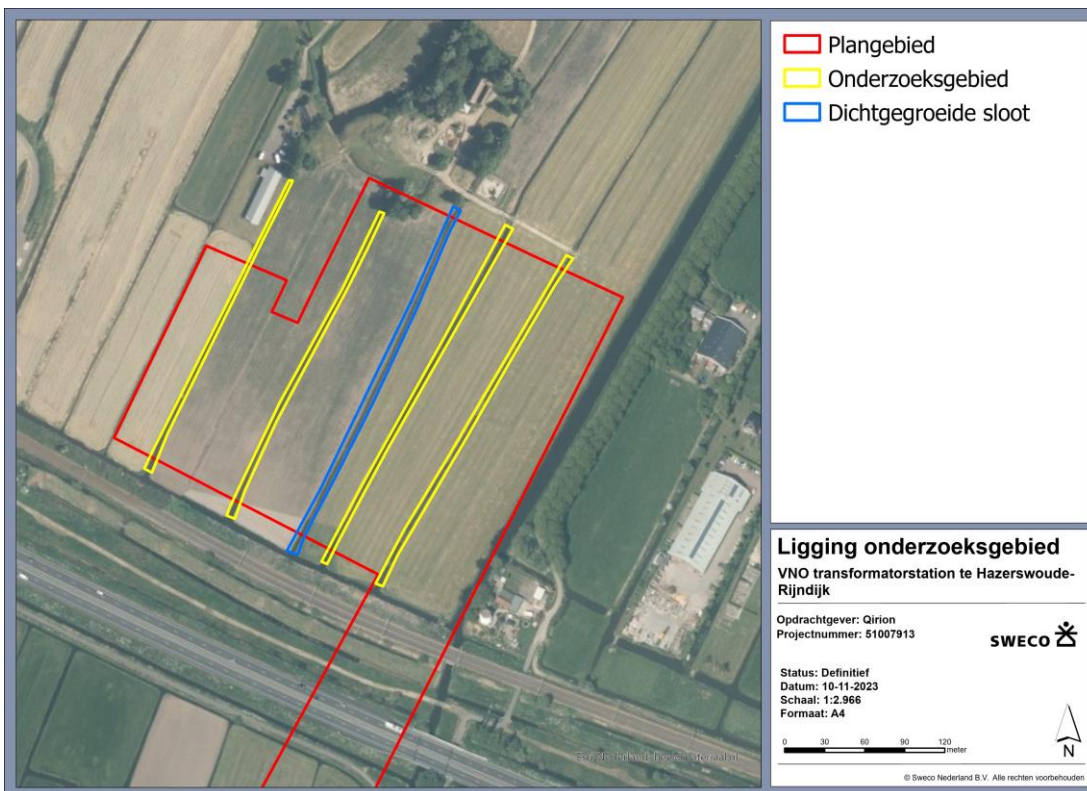 Plangebied
Onderzoeksgebied
Dichtgegroeide sloot
Ligging onderzoeksgebied
VNO transformatorstation te Hazerswoude-
Rijndijk
Opdrachtgever: Qirion
Projectnummer: 51007913
SWECO
Status: Definitief
Datum: 10-11-2023
Schaal: 1:2.966
Formaat: A4
0 30 60 90 120
meter
N
© Sweco Nederland B.V. Alle rechten voorbehouden